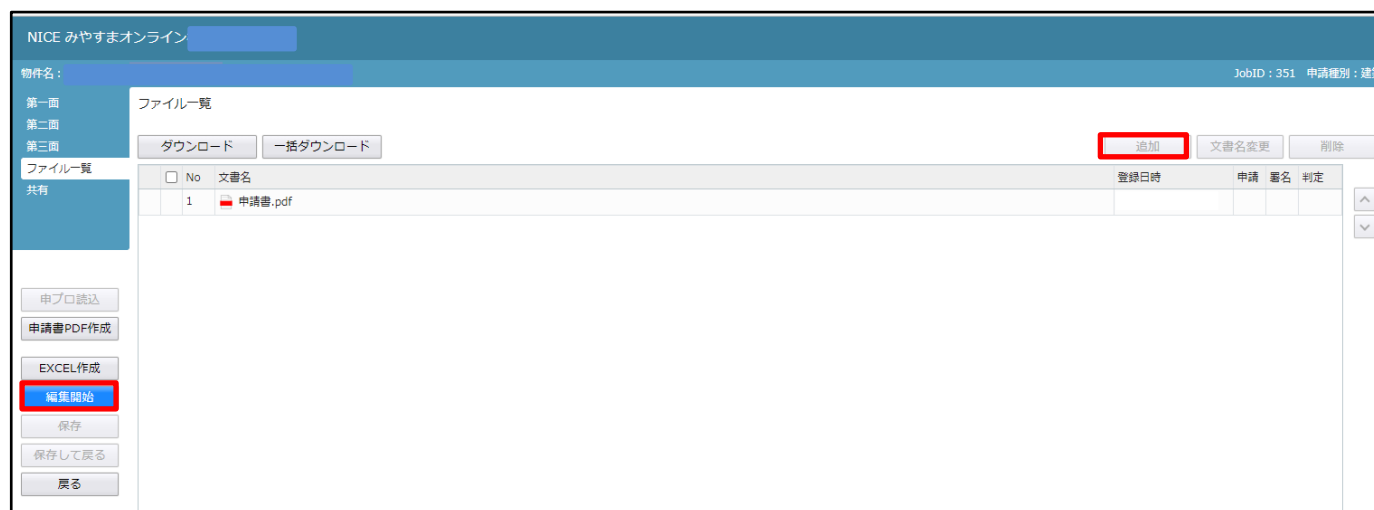 NICE みやすまオンライン
物件名：
JobID：351 申請種別：建
第一面
第二面
第三面
ファイル一覧
共有
ファイル一覧
ダウンロード 一括ダウンロード 追加 文書名変更 削除
No 文書名 登録日時 申請 署名 判定
1 申請書.pdf
申プロ読込
申請書PDF作成
EXCEL作成
編集開始
保存
保存して戻る
戻る